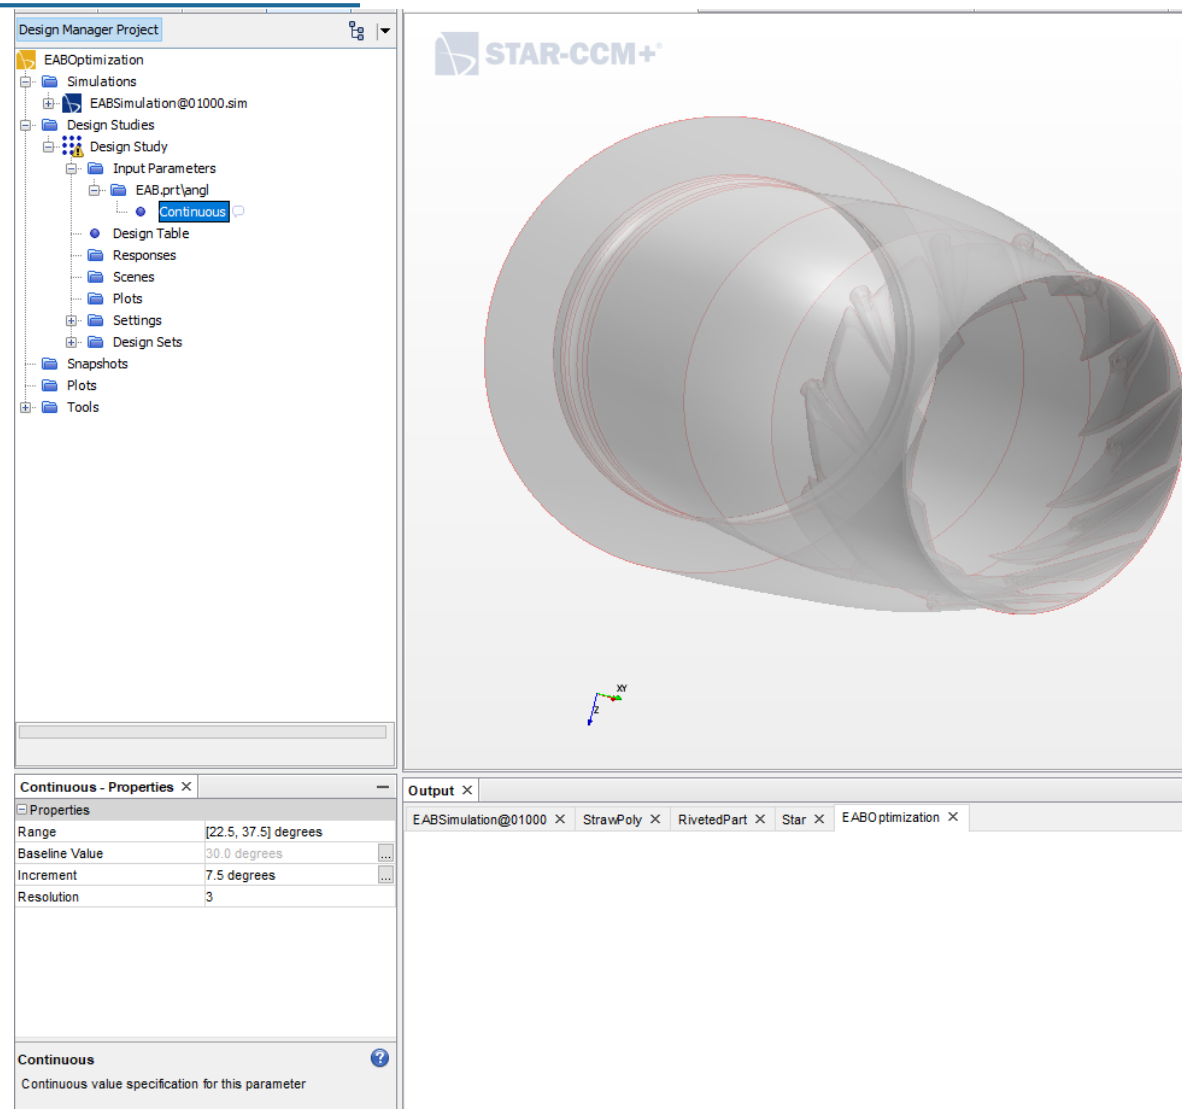 Design Manager Project
EABOptimization
Simulations
EABSimulation@01000.sim
Design Studies
Design Study
Input Parameters
EAB.prt\angl
Continuous
Design Table
Responses
Scenes
Plots
Settings
Design Sets
Snapshots
Plots
Tools
STAR-CCM+
XY
Z
Continuous - Properties
Properties
Range [22.5, 37.5] degrees
Baseline Value 30.0 degrees ...
Increment 7.5 degrees ...
Resolution 3
Continuous
Continuous value specification for this parameter
Output
EABSimulation@01000 StrawPoly RivetedPart Star EABOptimization